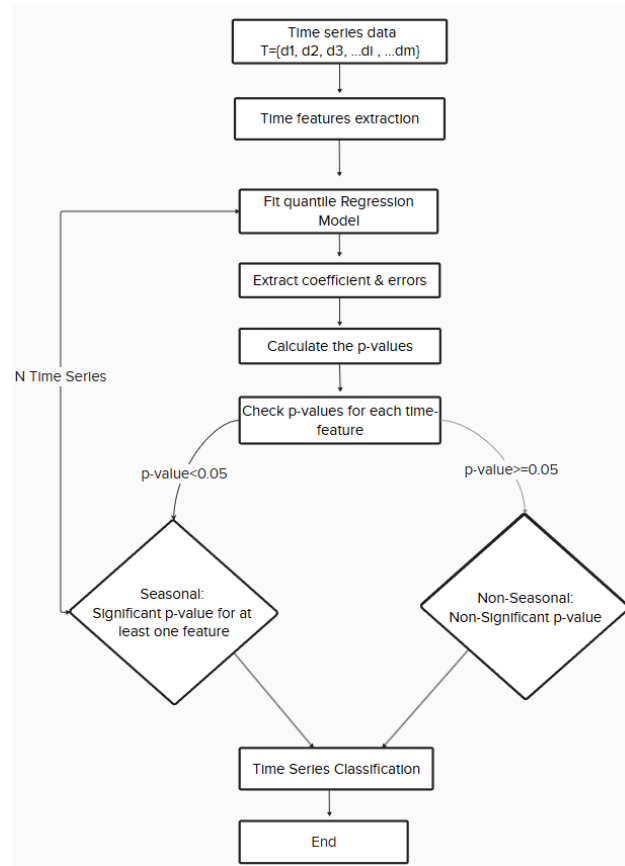 Time series data
T={d1, d2, d3, ...di , ...dm}
Time features extraction
Fit quantile Regression
Model
Extract coefficient & errors
Calculate the p-values
N Time Series
Check p-values for each time-
feature
p-value<0.05
p-value>=0.05
Seasonal:
Significant p-value for at
least one feature
Non-Seasonal:
Non-Significant p-value
Time Series Classification
End